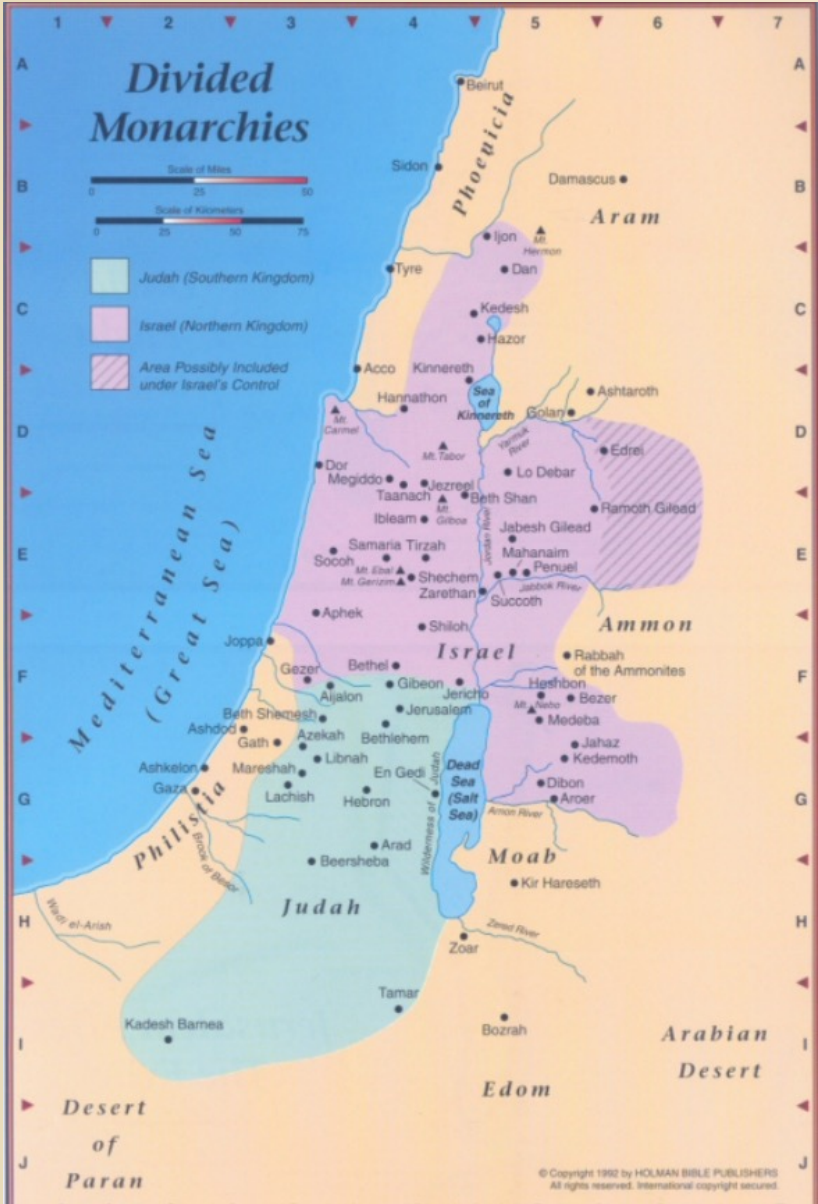 1 2 3 4 5 6 7
A A
Divided
Monarchies
Scale of Miles
0 25 50
Scale of Kilometers
0 25 50 75
Judah (Southern Kingdom)
Israel (Northern Kingdom)
Area Possibly Included
under Israel's Control
Beirut
Phoenicia
Sidon
Damascus
B B
Aram
Ijon
Mt.
Hermon
Tyre
Dan
C C
Kedesh
Hazor
Acco
Kinnereth
Sea
of
Kinnereth
Hannathon
Ashtaroth
Golan
Mt.
Carmel
D D
Yarmuk
River
Edrei
Mt. Tabor
Dor
Lo Debar
Megiddo
Jezreel
Taanach
Beth Shan
Mt.
Gilboa
Ramoth Gilead
Ibleam
Jordan River
Jabesh Gilead
Mediterranean Sea
(Great Sea)
Samaria
Tirzah
Mahanaim
E E
Socoh
Penuel
Mt. Ebal
Mt. Gerizim
Shechem
Zarethan
Jabbok River
Succoth
Aphek
Shiloh
Ammon
Joppa
Israel
Rabbah
of the Ammonites
Gezer
Bethel
F F
Gibeon
Jericho
Heshbon
Aijalon
Bezer
Mt. Nebo
Beth Shemesh
Jerusalem
Medeba
Ashdod
Azekah
Bethlehem
Gath
Jahaz
Libnah
Kedemoth
Ashkelon
Mareshah
En Gedi
Dead
Sea
(Salt
Sea)
Gaza
Lachish
Hebron
Dibon
G G
Aroer
Wilderness of Judah
Arnon River
Philistia
Brook of Besor
Arad
Moab
Beersheba
Kir Hareseth
Judah
Wadi el-Arish
H H
Zered River
Zoar
Tamar
Kadesh Barnea
Bozrah
I I
Arabian
Desert
Edom
Desert
of
Paran
J J
© Copyright 1992 by HOLMAN BIBLE PUBLISHERS
All rights reserved. International copyright secured.